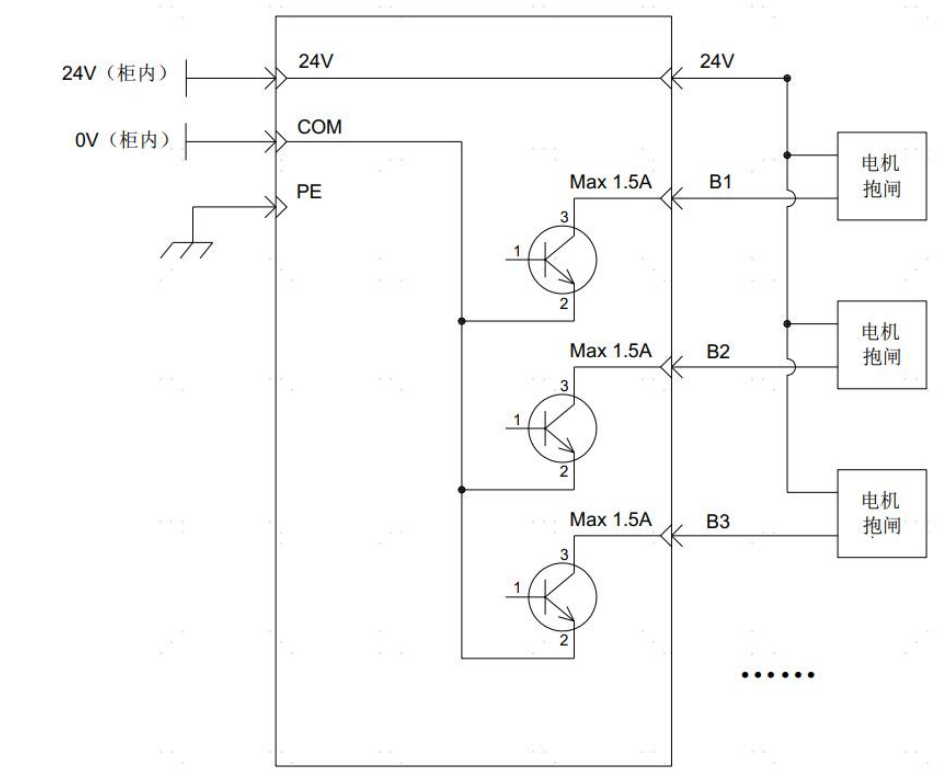 24V（柜内）
24V
24V
0V（柜内）
COM
PE
Max 1.5A
B1
电机
抱闸
3
1
2
Max 1.5A
B2
电机
抱闸
3
1
2
Max 1.5A
B3
电机
抱闸
3
1
2
......